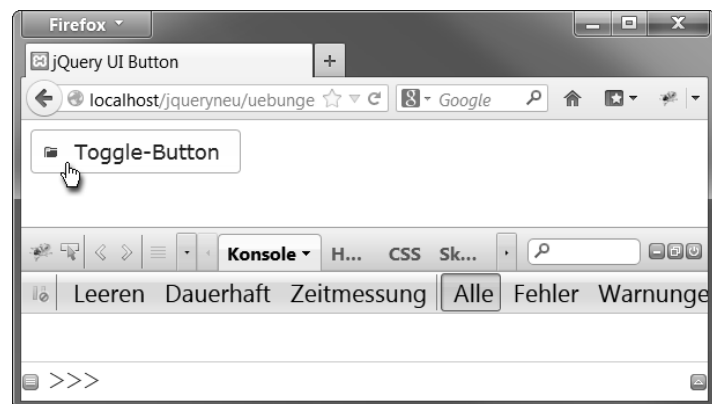 Firefox
jQuery UI Button +
localhost/jqueryneu/uebunge 8 Google
Toggle-Button
Konsole H... CSS Sk...
Leeren Dauerhaft Zeitmessung Alle Fehler Warnunge
>>>